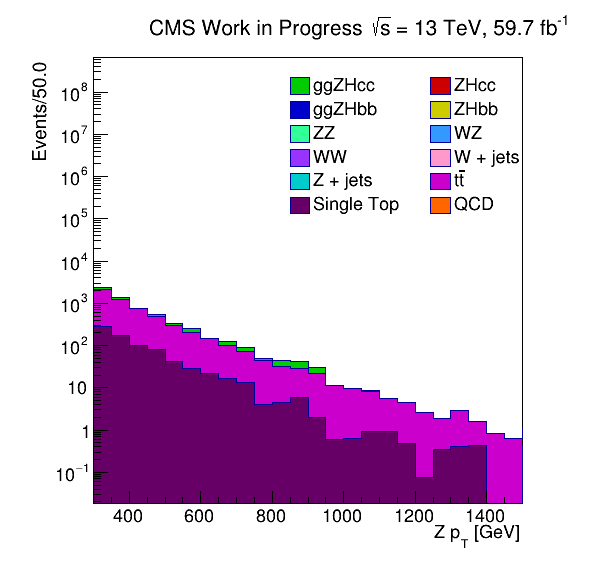 CMS Work in Progress √s = 13 TeV, 59.7 fb⁻¹
Events/50.0
ggZHcc ZHcc
ggZHbb ZHbb
ZZ WZ
WW W + jets
Z + jets tt̄
Single Top QCD
10⁸
10⁷
10⁶
10⁵
10⁴
10³
10²
10
1
10⁻¹
400 600 800 1000 1200 1400
Z p_T [GeV]